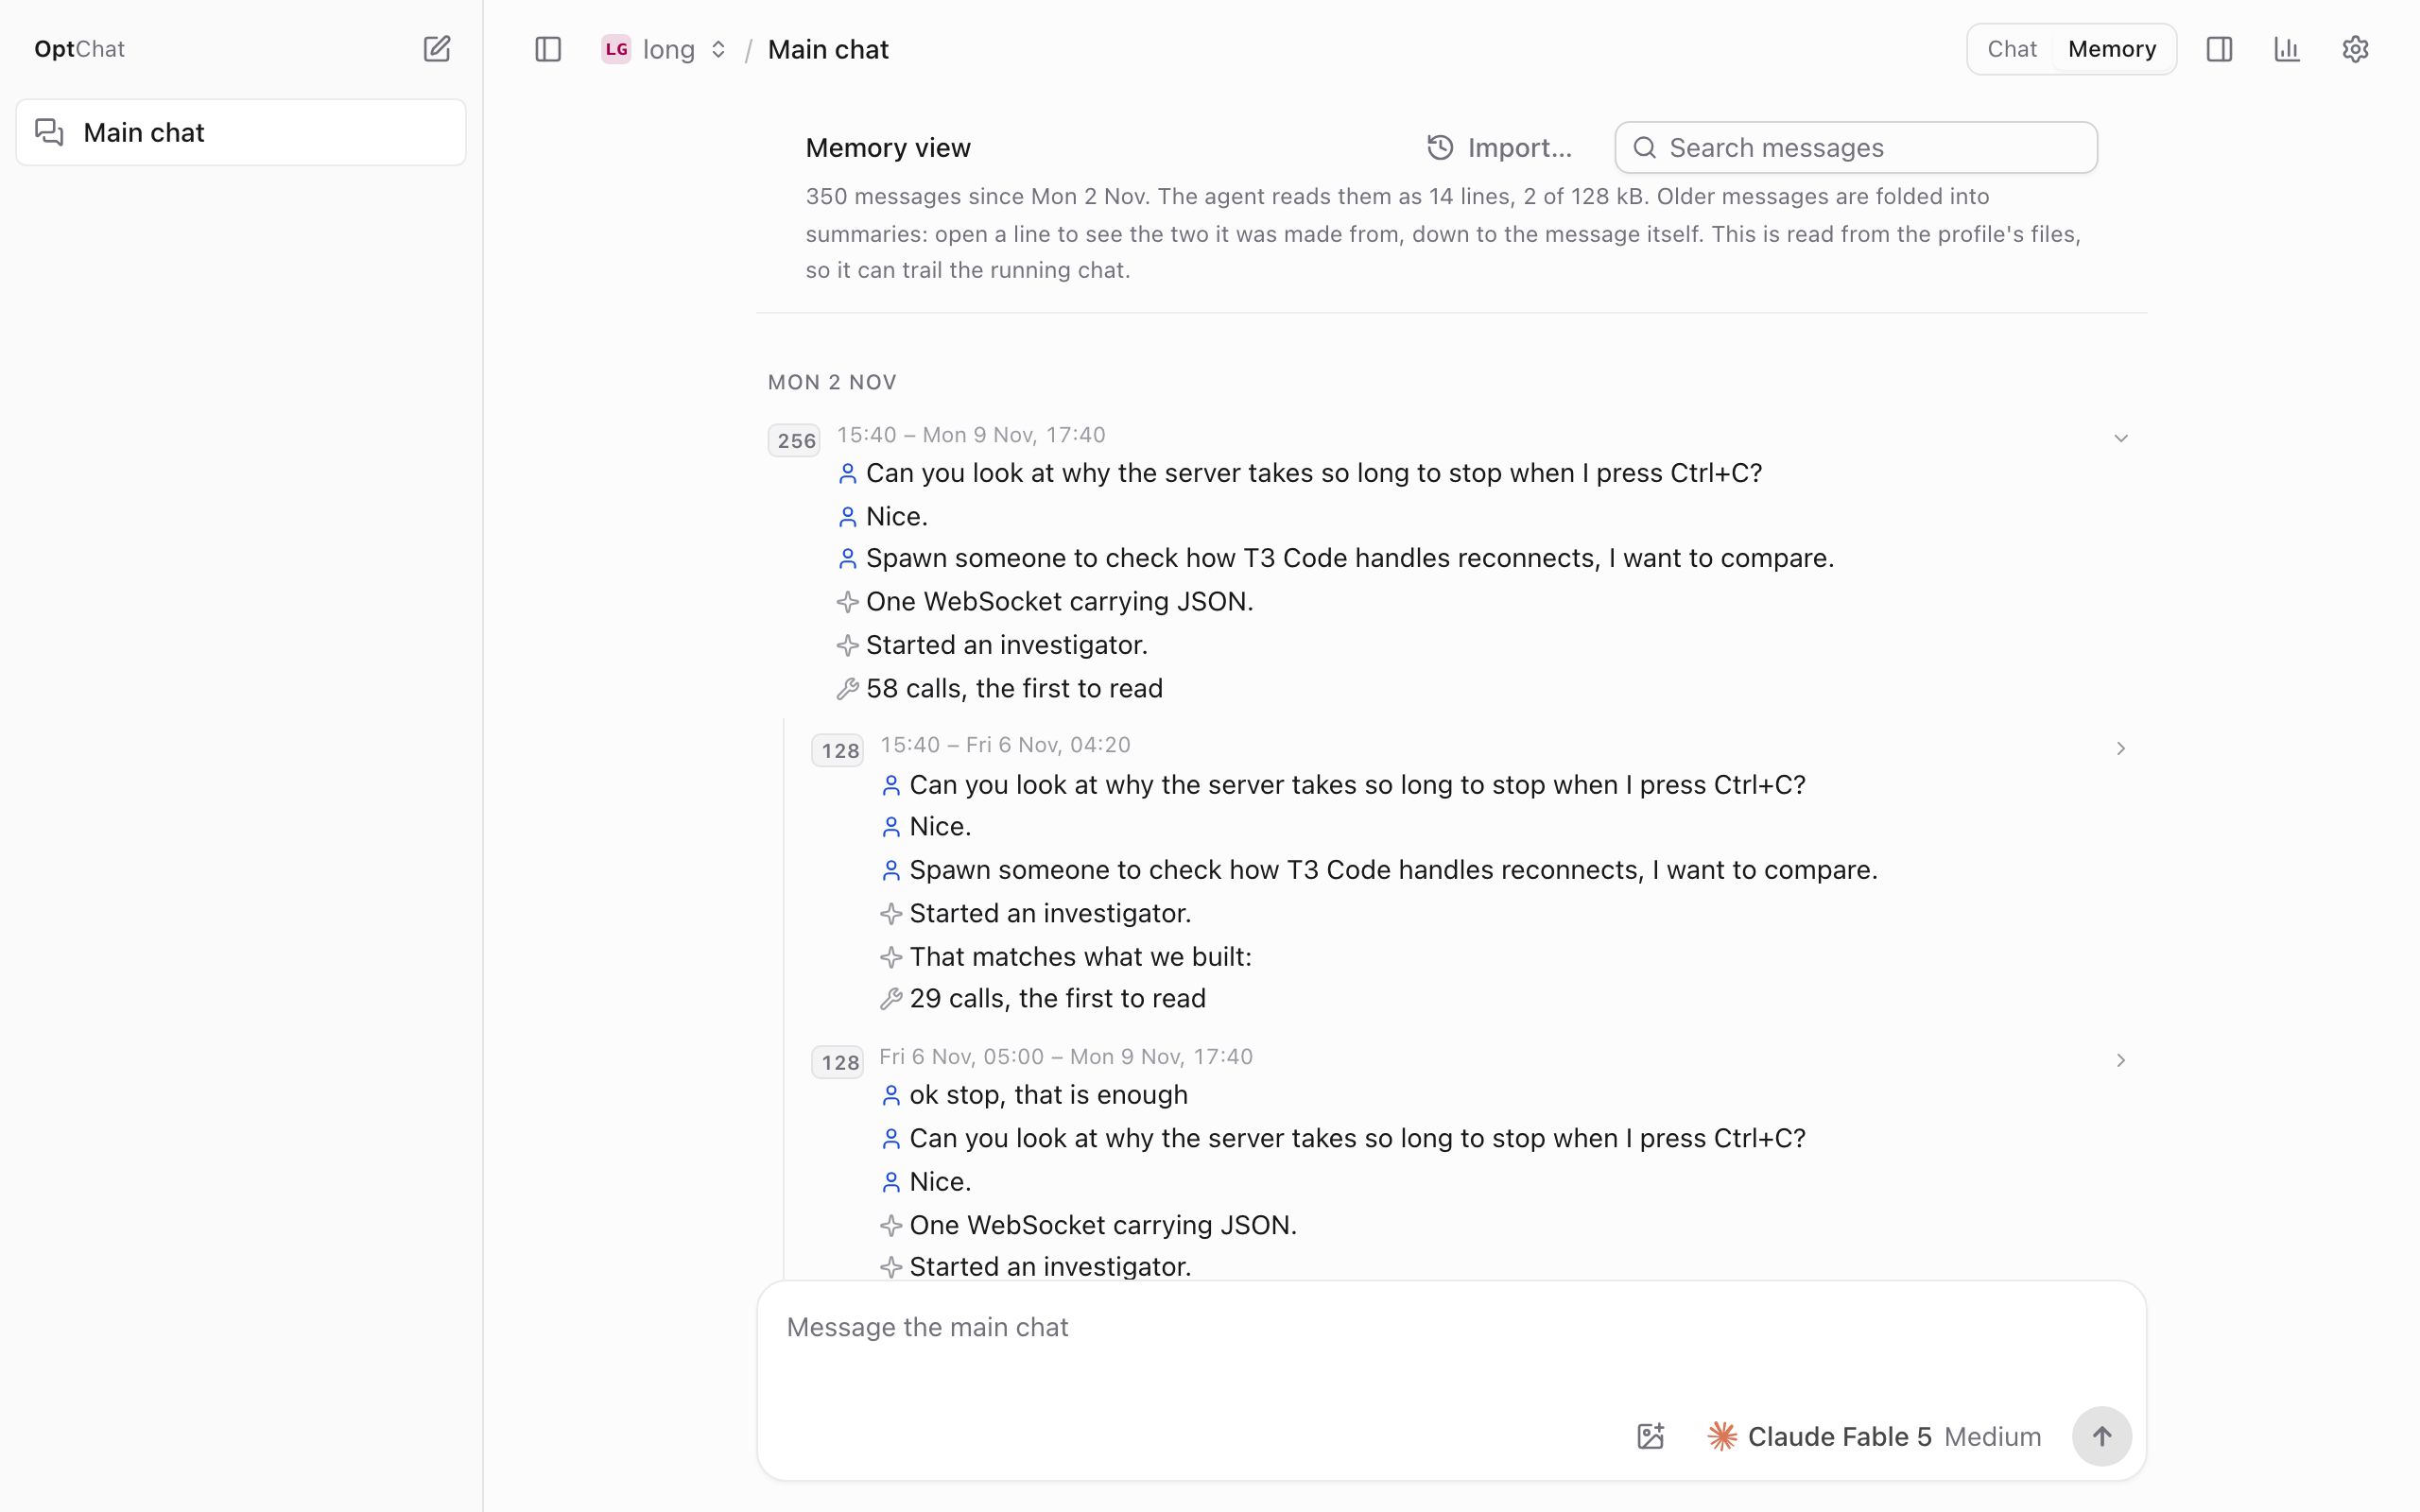 OptChat
LG long / Main chat
Chat Memory
Main chat
Memory view
Import...
Search messages
350 messages since Mon 2 Nov. The agent reads them as 14 lines, 2 of 128 kB. Older messages are folded into
summaries: open a line to see the two it was made from, down to the message itself. This is read from the profile's files,
so it can trail the running chat.
MON 2 NOV
256 15:40 – Mon 9 Nov, 17:40
Can you look at why the server takes so long to stop when I press Ctrl+C?
Nice.
Spawn someone to check how T3 Code handles reconnects, I want to compare.
One WebSocket carrying JSON.
Started an investigator.
58 calls, the first to read
128 15:40 – Fri 6 Nov, 04:20
Can you look at why the server takes so long to stop when I press Ctrl+C?
Nice.
Spawn someone to check how T3 Code handles reconnects, I want to compare.
Started an investigator.
That matches what we built:
29 calls, the first to read
128 Fri 6 Nov, 05:00 – Mon 9 Nov, 17:40
ok stop, that is enough
Can you look at why the server takes so long to stop when I press Ctrl+C?
Nice.
One WebSocket carrying JSON.
Started an investigator.
Message the main chat
Claude Fable 5 Medium